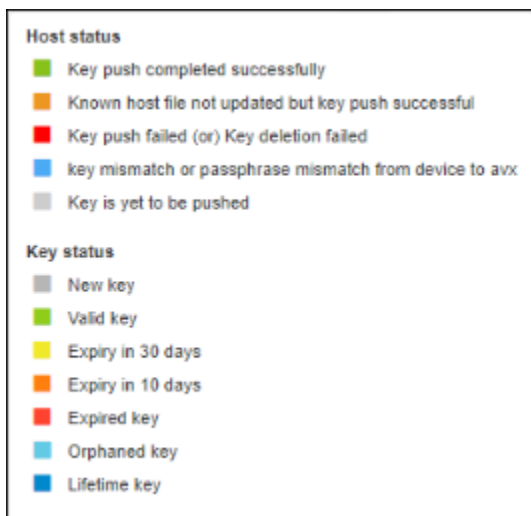 Host status
Key push completed successfully
Known host file not updated but key push successful
Key push failed (or) Key deletion failed
key mismatch or passphrase mismatch from device to avx
Key is yet to be pushed
Key status
New key
Valid key
Expiry in 30 days
Expiry in 10 days
Expired key
Orphaned key
Lifetime key